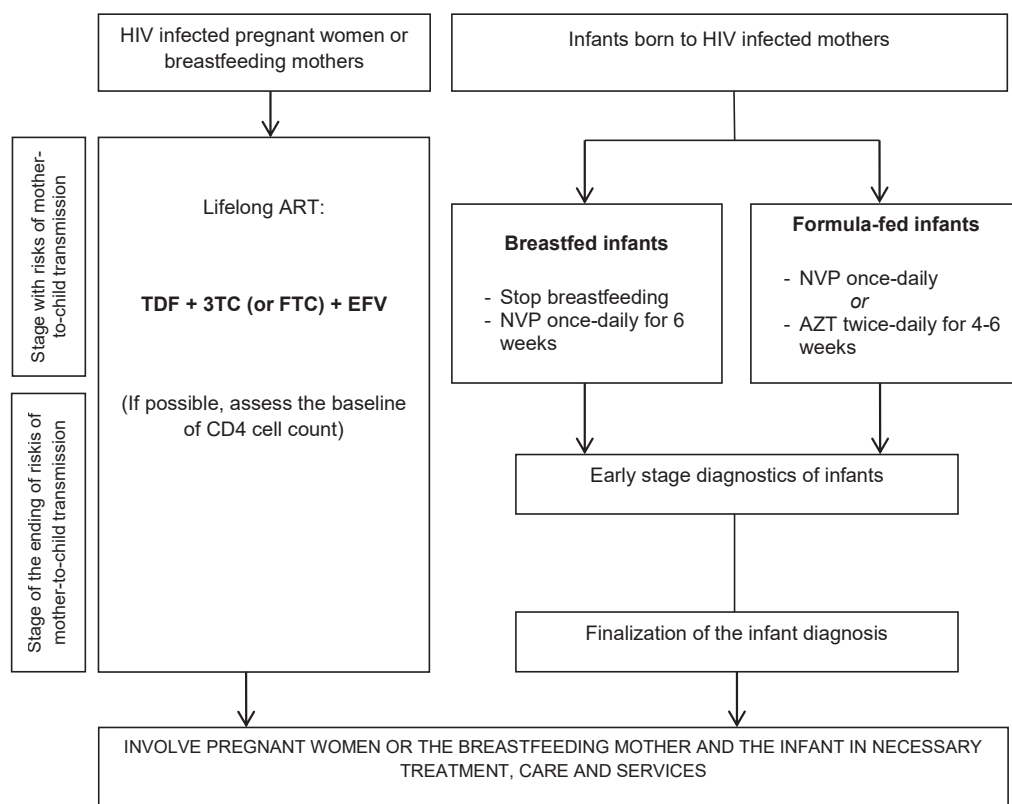 HIV infected pregnant women or
breastfeeding mothers
Infants born to HIV infected mothers
Stage with risks of mother-
to-child transmission
Stage of the ending of riskis of
mother-to-child transmission
Lifelong ART:
TDF + 3TC (or FTC) + EFV
(If possible, assess the baseline
of CD4 cell count)
Breastfed infants
- Stop breastfeeding
- NVP once-daily for 6
weeks
Formula-fed infants
- NVP once-daily
or
- AZT twice-daily for 4-6
weeks
Early stage diagnostics of infants
Finalization of the infant diagnosis
INVOLVE PREGNANT WOMEN OR THE BREASTFEEDING MOTHER AND THE INFANT IN NECESSARY
TREATMENT, CARE AND SERVICES